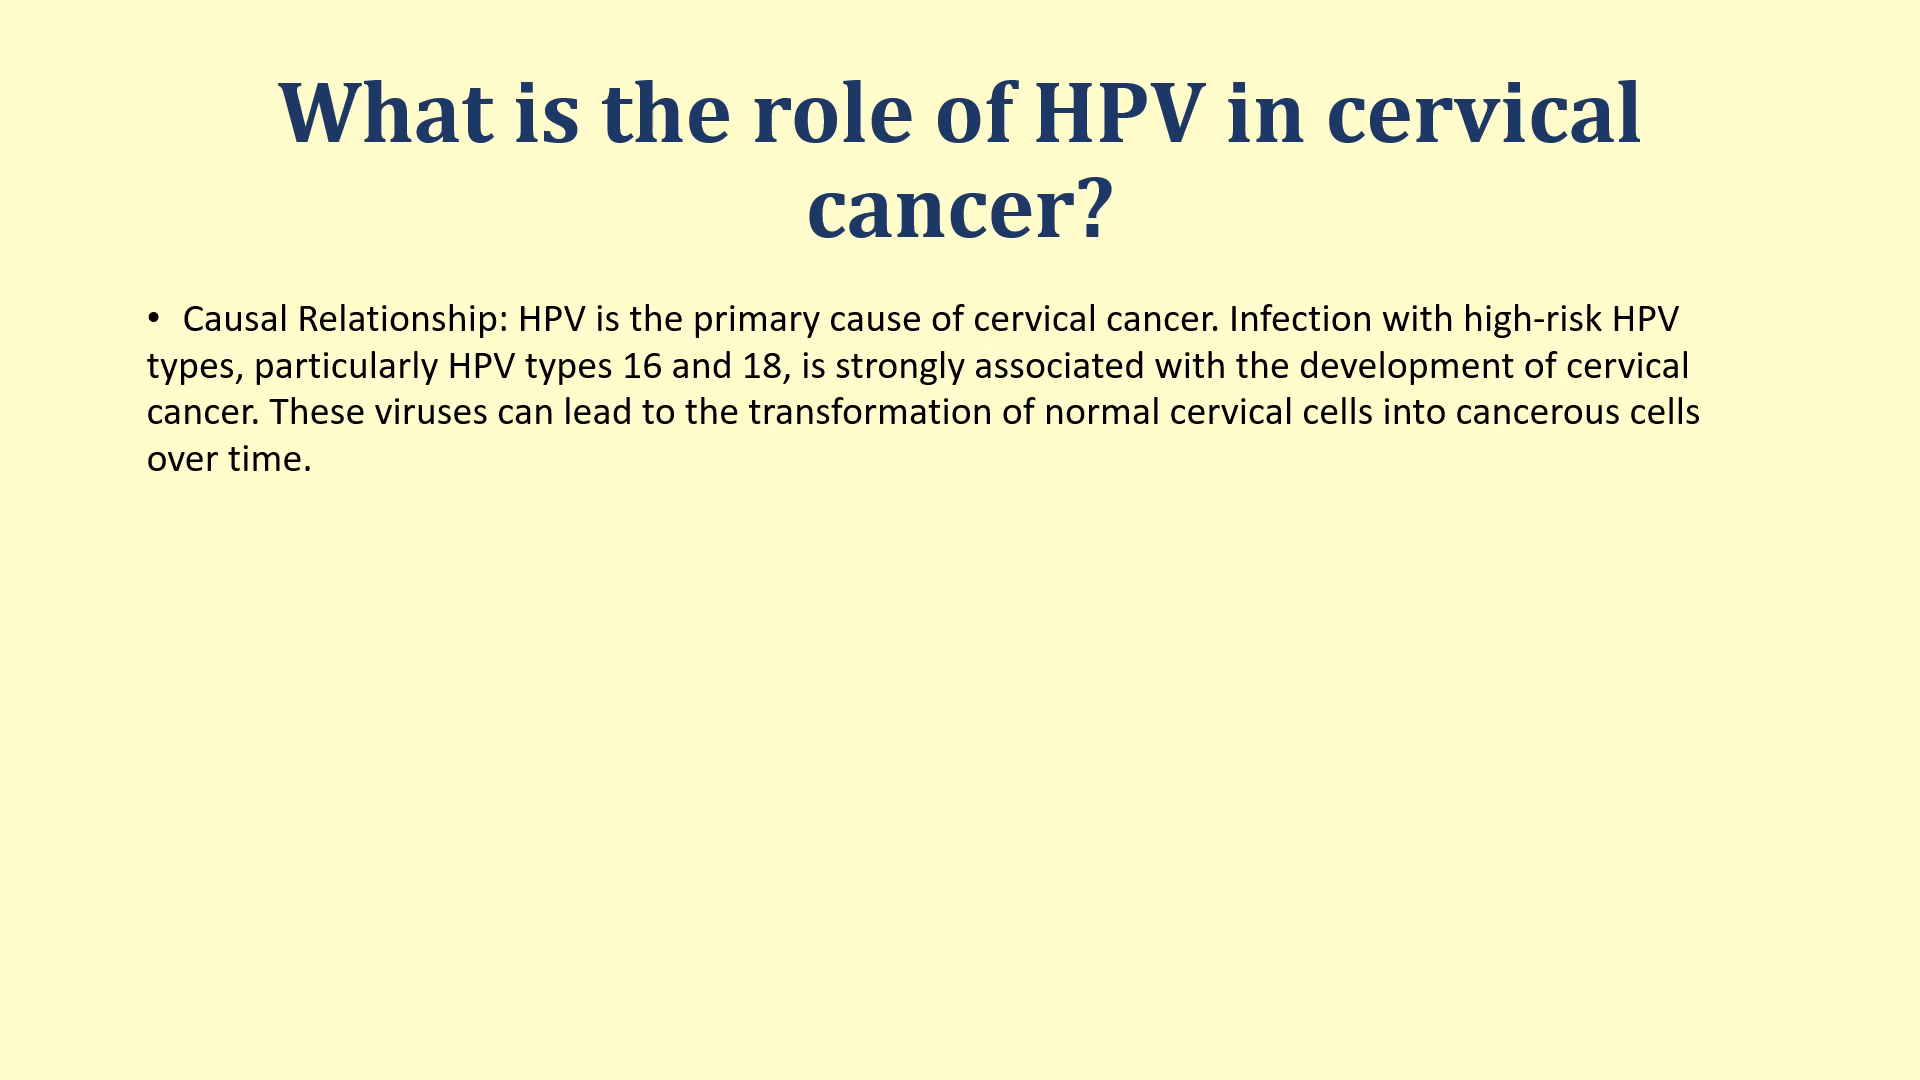 What is the role of HPV in cervical
cancer?
• Causal Relationship: HPV is the primary cause of cervical cancer. Infection with high-risk HPV
types, particularly HPV types 16 and 18, is strongly associated with the development of cervical
cancer. These viruses can lead to the transformation of normal cervical cells into cancerous cells
over time.